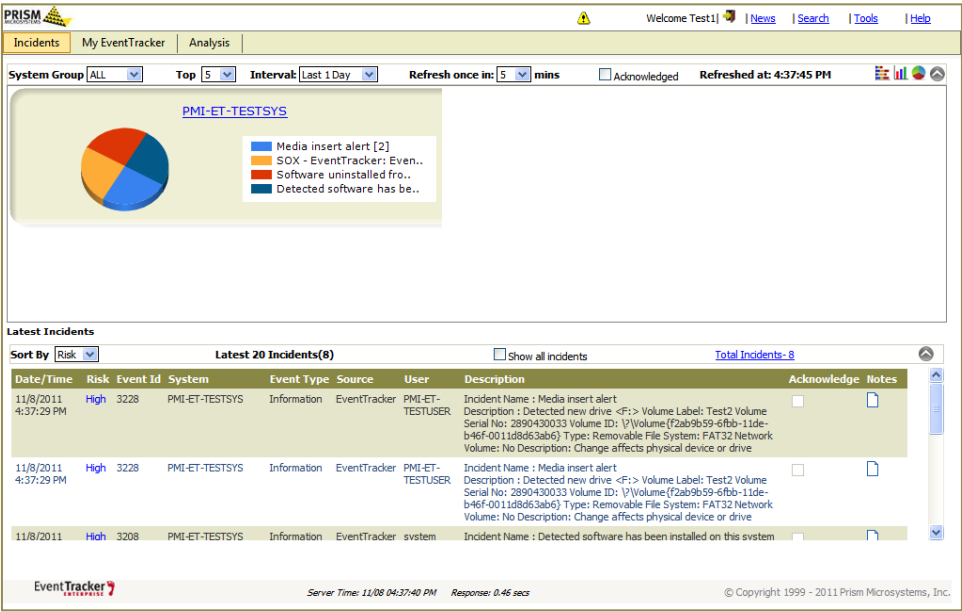 PRISM
MICROSYSTEMS
Welcome Test1| | News | Search | Tools | Help
Incidents My EventTracker Analysis
System Group ALL Top 5 Interval: Last 1 Day Refresh once in: 5 mins Acknowledged Refreshed at: 4:37:45 PM
PMI-ET-TESTSYS
Media insert alert [2]
SOX - EventTracker: Even..
Software uninstalled fro..
Detected software has be..
Latest Incidents
Sort By Risk Latest 20 Incidents(8) Show all incidents Total Incidents- 8
Date/Time Risk Event Id System Event Type Source User Description Acknowledge Notes
11/8/2011 High 3228 PMI-ET-TESTSYS Information EventTracker PMI-ET- Incident Name : Media insert alert
4:37:29 PM TESTUSER Description : Detected new drive <F:> Volume Label: Test2 Volume
Serial No: 2890430033 Volume ID: \?\Volume{f2ab9b59-6fbb-11de-
b46f-0011d8d63ab6} Type: Removable File System: FAT32 Network
Volume: No Description: Change affects physical device or drive
11/8/2011 High 3228 PMI-ET-TESTSYS Information EventTracker PMI-ET- Incident Name : Media insert alert
4:37:29 PM TESTUSER Description : Detected new drive <F:> Volume Label: Test2 Volume
Serial No: 2890430033 Volume ID: \?\Volume{f2ab9b59-6fbb-11de-
b46f-0011d8d63ab6} Type: Removable File System: FAT32 Network
Volume: No Description: Change affects physical device or drive
11/8/2011 High 3208 PMI-ET-TESTSYS Information EventTracker system Incident Name : Detected software has been installed on this system
EventTracker
ENTERPRISE
Server Time: 11/08 04:37:40 PM Response: 0.46 secs
© Copyright 1999 - 2011 Prism Microsystems, Inc.